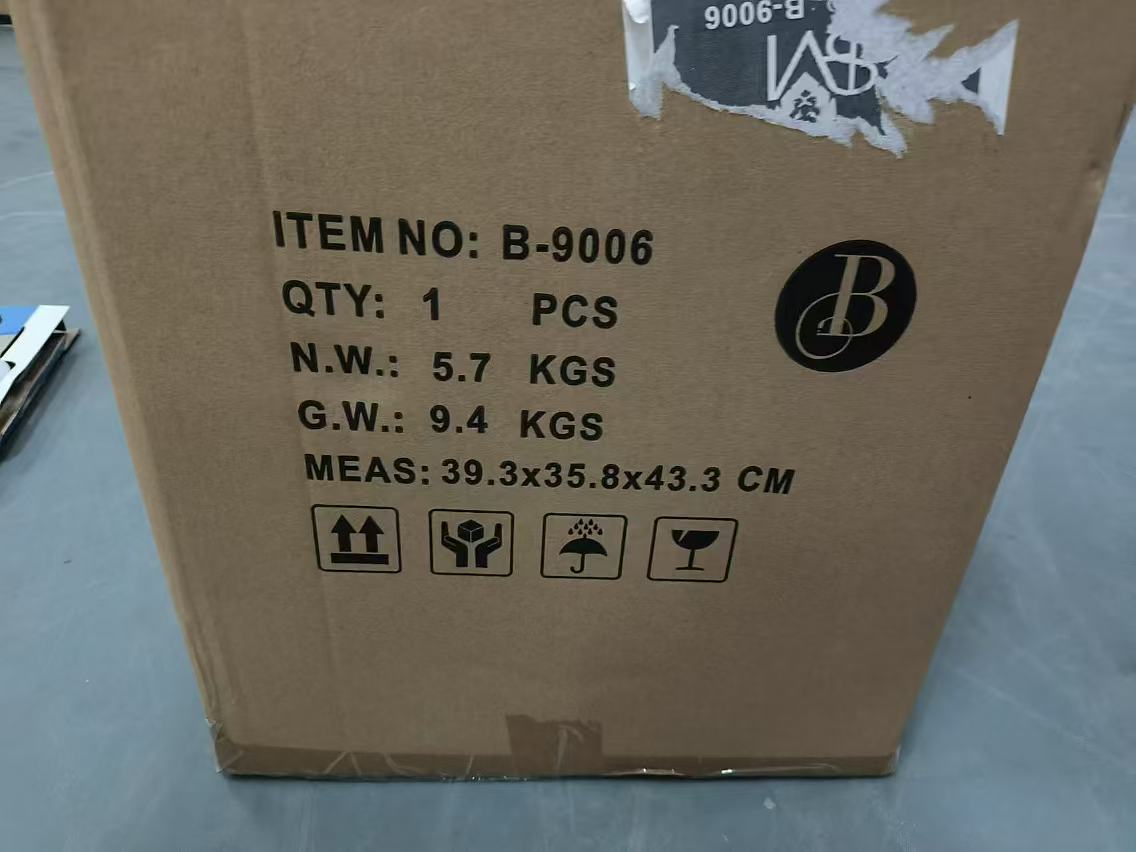 B-9006
ITEM NO: B-9006
QTY: 1 PCS
N.W.: 5.7 KGS
G.W.: 9.4 KGS
MEAS: 39.3x35.8x43.3 CM
B